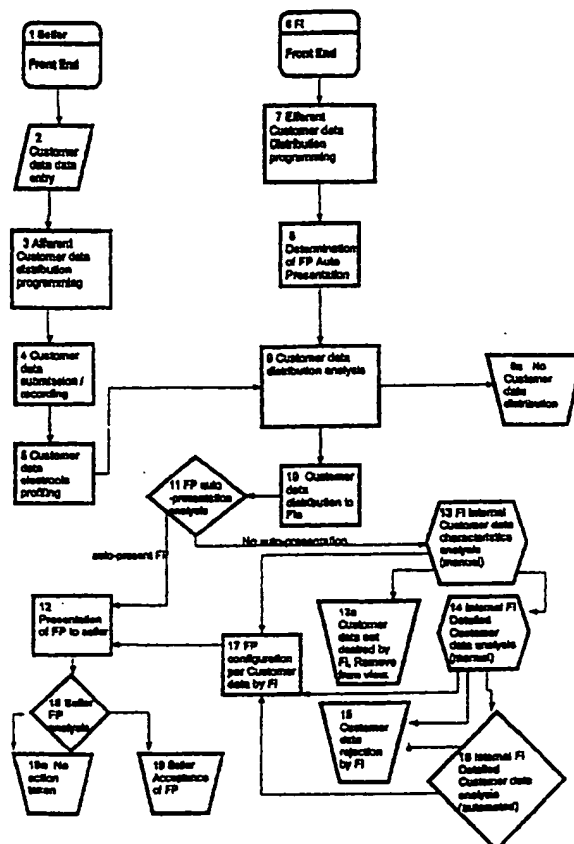 1 Seller
Front End
6 FI
Front End
2
Customer
data data
entry
7 Efferent
Customer data
Distribution
programming
3 Afferent
Customer data
distribution
programming
8
Determination
of FP Auto
Presentation
4 Customer
data
submission /
recording
9 Customer data
distribution analysis
9a No
Customer
data
distribution
5 Customer
data
electronic
profiling
10 Customer
data
distribution to
FIs
11 FP auto
-presentation
analysis
auto-present FP
No auto-presentation
13 FI Internal
Customer data
characteristics
analysis
(manual)
12
Presentation
of FP to seller
17 FP
configuration
per Customer
data by FI
13a
Customer
data not
desired by
FI, Remove
from view.
14 Internal FI
Detailed
Customer
data analysis
(manual)
18 Seller
FP
analysis
15
Customer
data
rejection
by FI
16 Internal FI
Detailed
Customer data
analysis
(automated)
19a No
action
taken
19 Seller
Acceptance
of FP